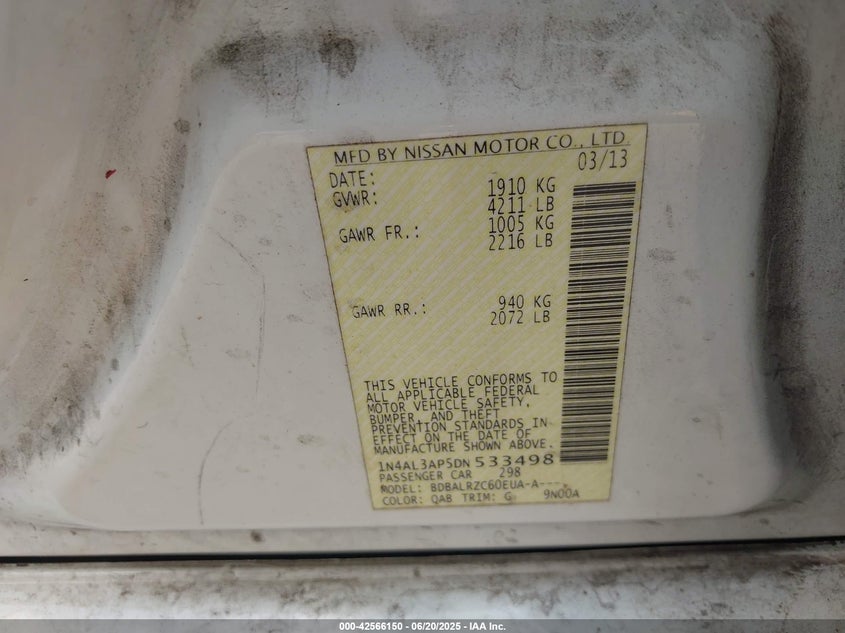 MFD BY NISSAN MOTOR CO., LTD.
DATE: 03/13
GVWR: 1910 KG
4211 LB
GAWR FR.: 1005 KG
2216 LB
GAWR RR.: 940 KG
2072 LB
THIS VEHICLE CONFORMS TO
ALL APPLICABLE FEDERAL
MOTOR VEHICLE SAFETY,
BUMPER, AND THEFT
PREVENTION STANDARDS IN
EFFECT ON THE DATE OF
MANUFACTURE SHOWN ABOVE.
1N4AL3AP5DN 533498
PASSENGER CAR 298
MODEL: BDBALRZC60EUA-A----
COLOR: QAB TRIM: G 9N00A
000-42566150 - 06/20/2025 - IAA Inc.